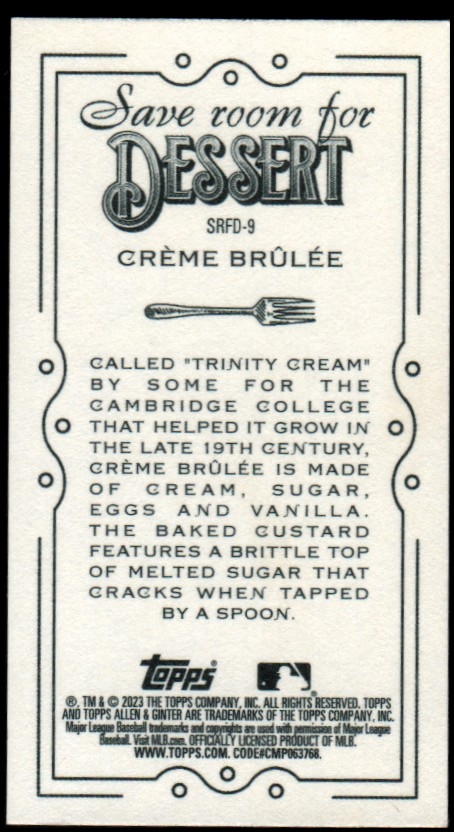 Save room for
DESSERT
SRFD-9
CRÈME BRÛLÉE
CALLED "TRINITY CREAM"
BY SOME FOR THE
CAMBRIDGE COLLEGE
THAT HELPED IT GROW IN
THE LATE 19TH CENTURY,
CRÈME BRÛLÉE IS MADE
OF CREAM, SUGAR,
EGGS AND VANILLA.
THE BAKED CUSTARD
FEATURES A BRITTLE TOP
OF MELTED SUGAR THAT
CRACKS WHEN TAPPED
BY A SPOON.
topps®
®, TM & © 2023 THE TOPPS COMPANY, INC. ALL RIGHTS RESERVED. TOPPS
AND TOPPS ALLEN & GINTER ARE TRADEMARKS OF THE TOPPS COMPANY, INC.
Major League Baseball trademarks and copyrights are used with permission of Major League
Baseball. Visit MLB.com. OFFICIALLY LICENSED PRODUCT OF MLB.
WWW.TOPPS.COM. CODE#CMP063768.